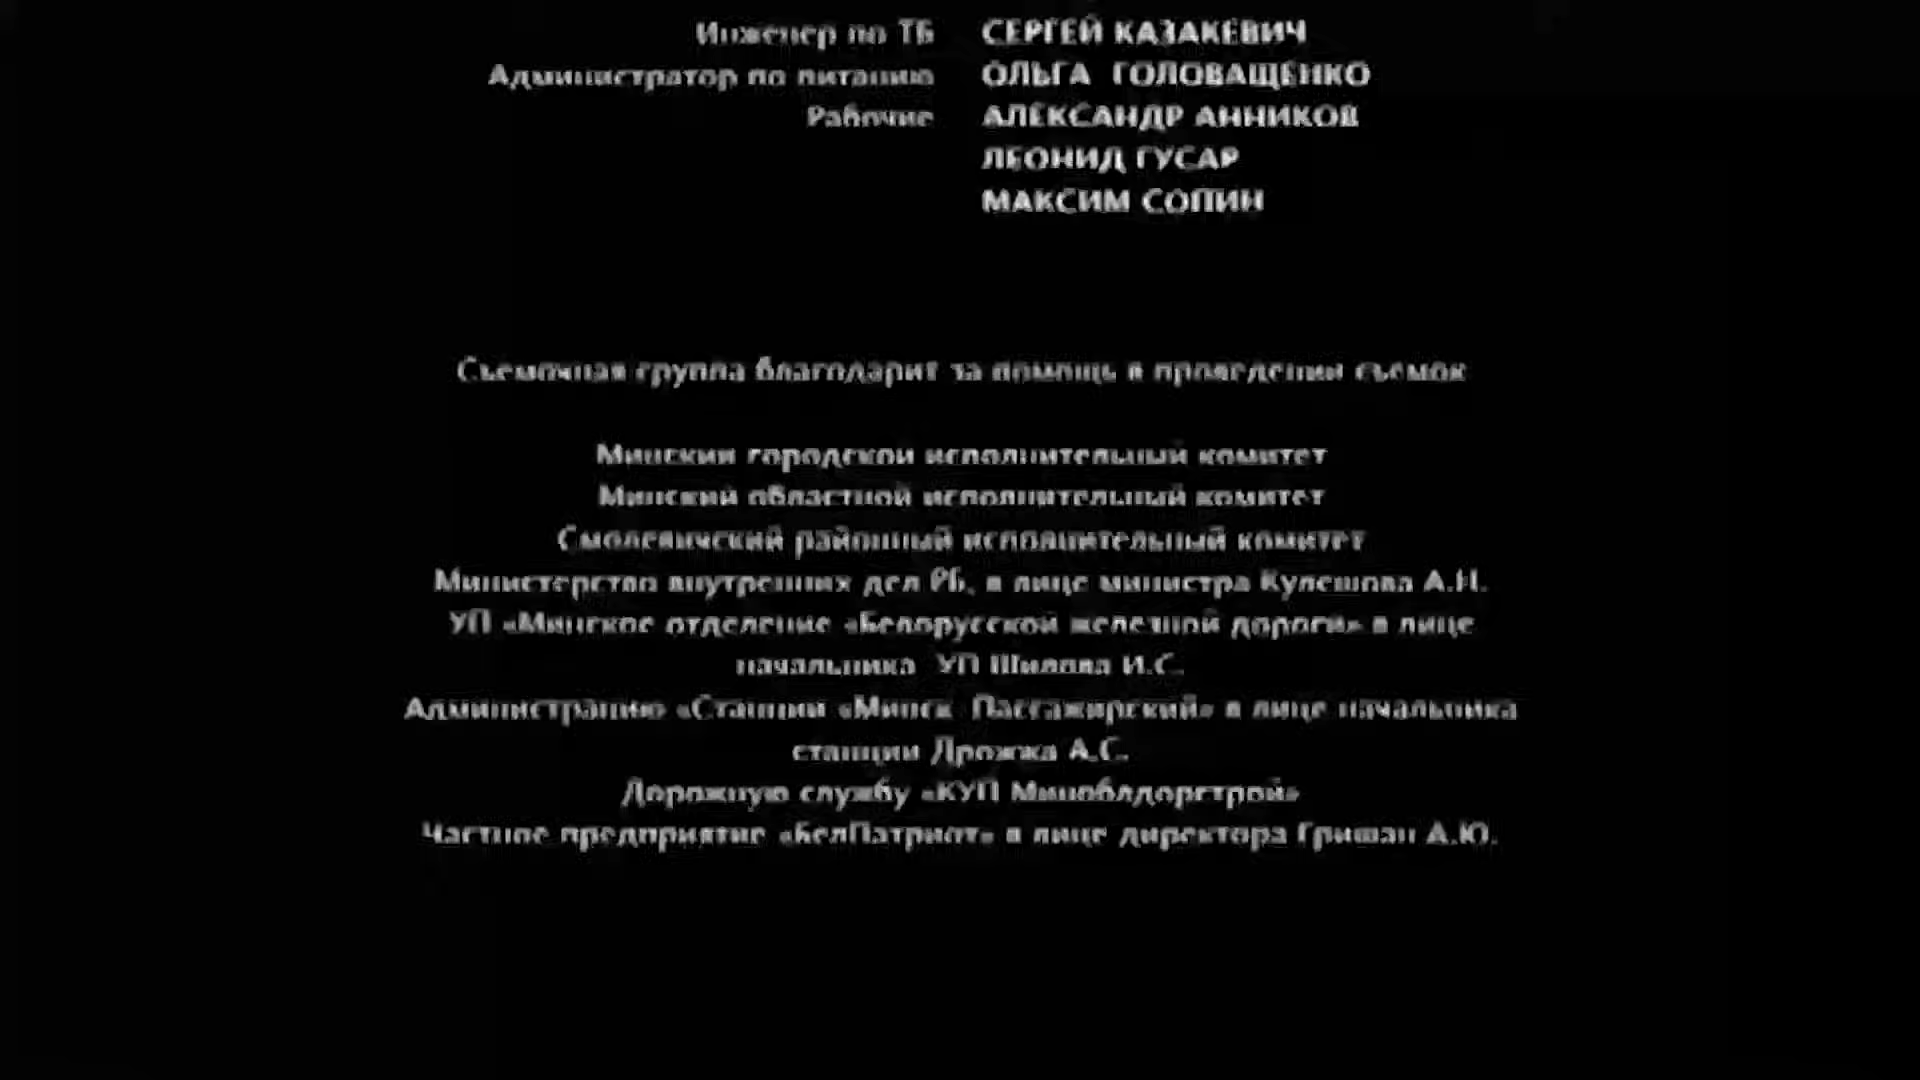 Инженер по ТБ СЕРГЕЙ КАЗАКЕВИЧ
Администратор по питанию ОЛЬГА ГОЛОВАЩЕНКО
Рабочие АЛЕКСАНДР АННИКОВ
ЛЕОНИД ГУСАР
МАКСИМ СОПИН
Съемочная группа благодарит за помощь в проведении съемок
Минский городской исполнительный комитет
Минский областной исполнительный комитет
Смолевичский районный исполнительный комитет
Министерство внутренних дел РБ, в лице министра Кулешова А.Н.
УП «Минское отделение «Белорусской железной дороги» в лице
начальника УП Шилова И.С.
Администрацию «Станции «Минск Пассажирский» в лице начальника
станции Дрожжа А.С.
Дорожную службу «КУП Миноблдорстрой»
Частное предприятие «БелПатриот» в лице директора Гришан А.Ю.